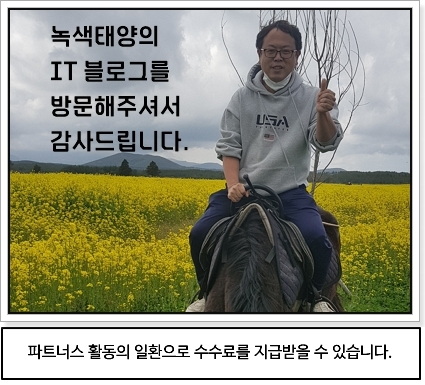 녹색태양의
IT 블로그를
방문해주셔서
감사드립니다.
USA
파트너스 활동의 일환으로 수수료를 지급받을 수 있습니다.